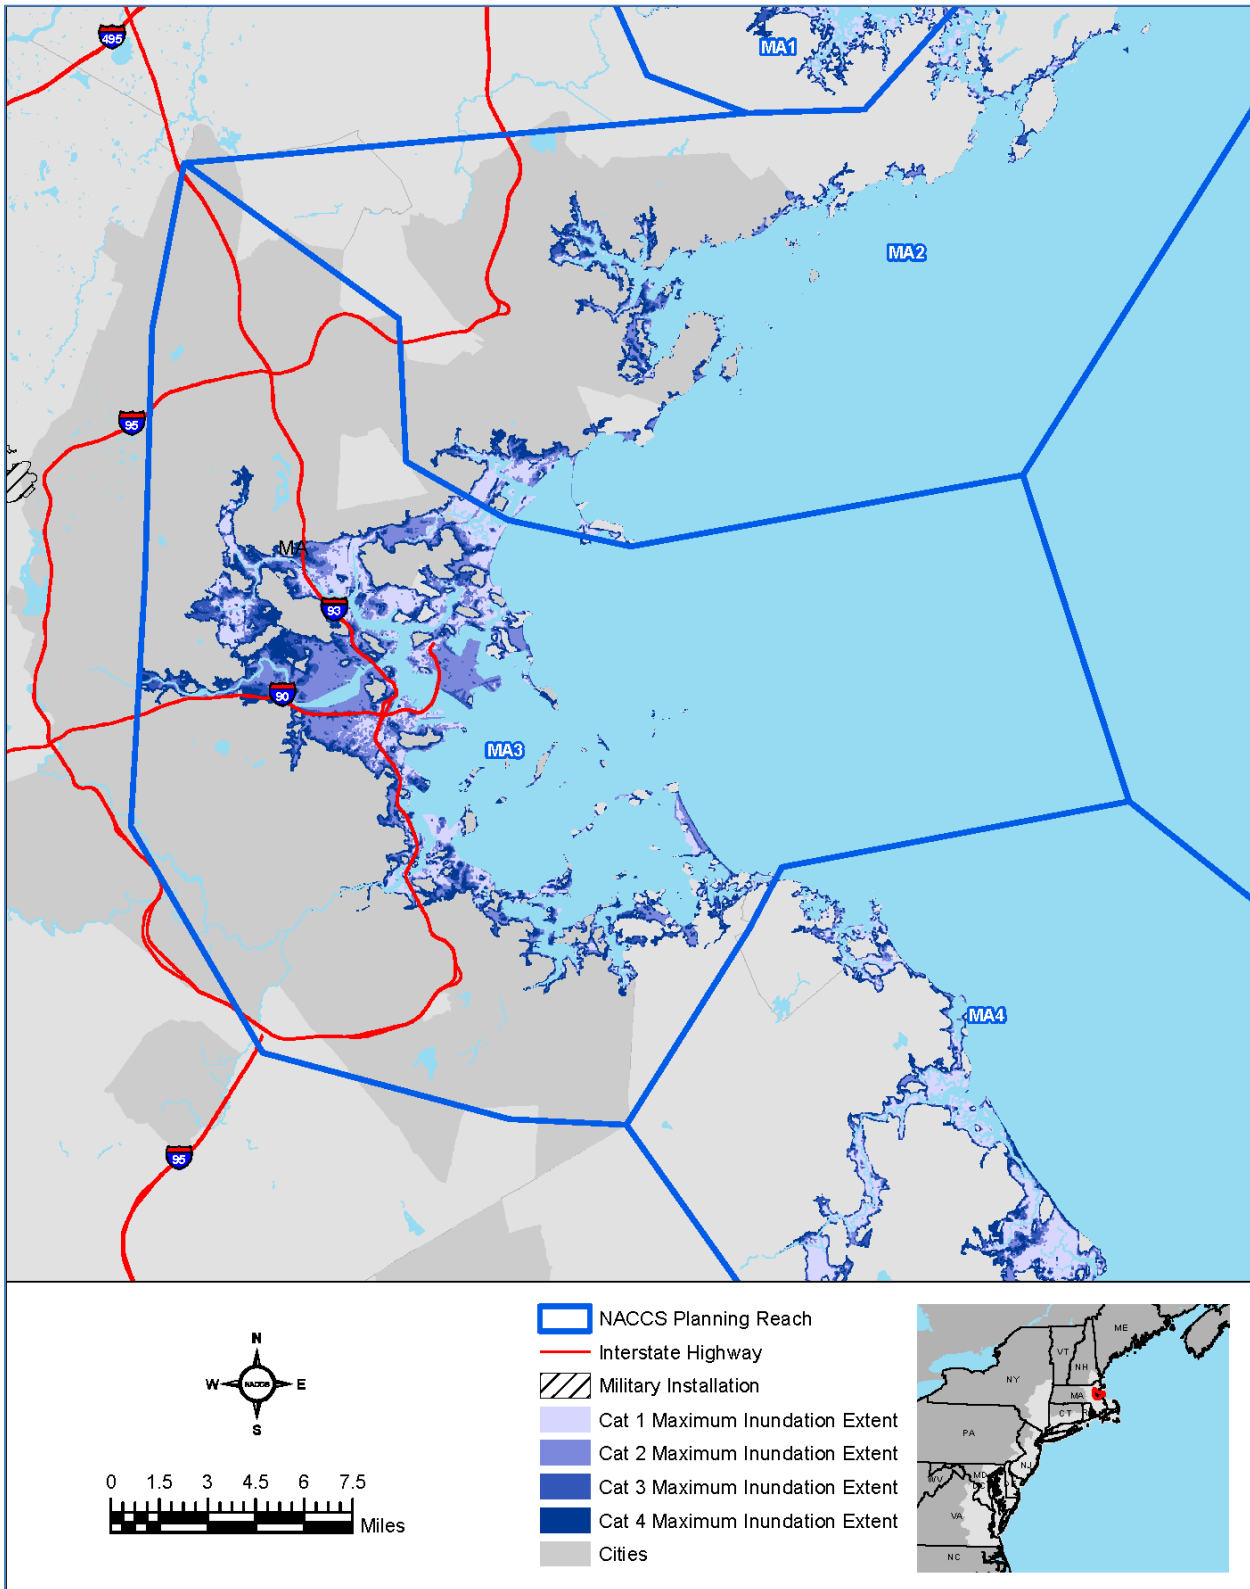 495
MA1
MA2
95
MA
93
90
MA3
MA4
95
N
W
NACCS
E
S
0 1.5 3 4.5 6 7.5
Miles
NACCS Planning Reach
Interstate Highway
Military Installation
Cat 1 Maximum Inundation Extent
Cat 2 Maximum Inundation Extent
Cat 3 Maximum Inundation Extent
Cat 4 Maximum Inundation Extent
Cities
ME
VT
NH
NY
MA
CT
R
PA
NJ
MD
WV
VA
NC